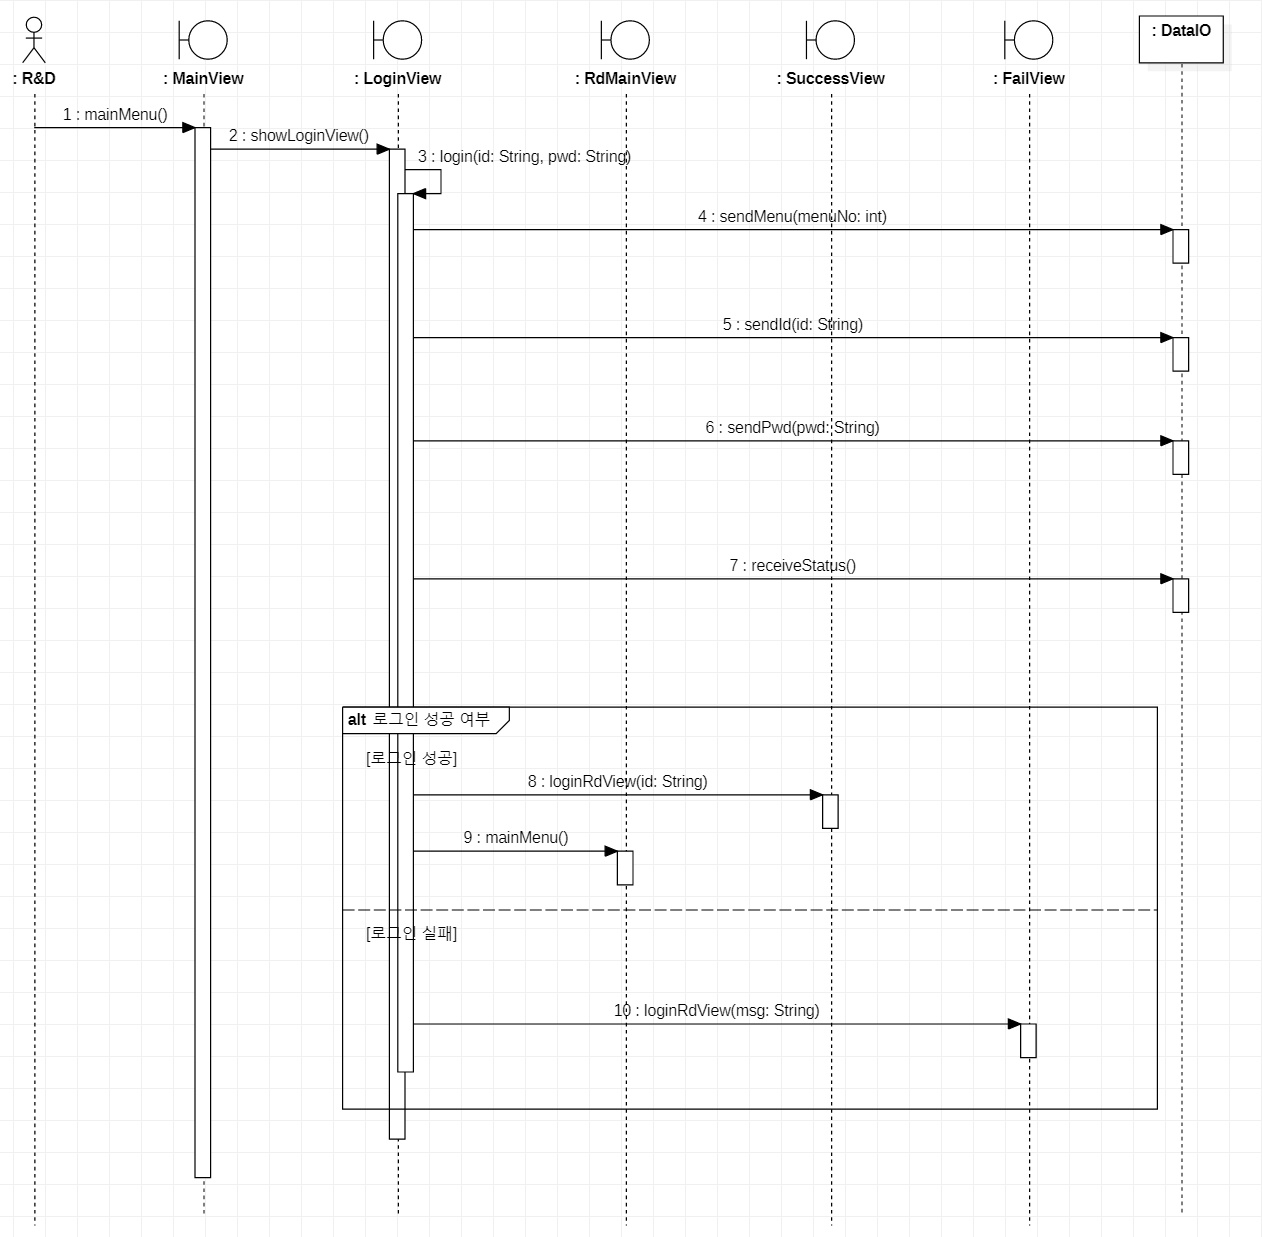 : R&D
: MainView
: LoginView
: RdMainView
: SuccessView
: FailView
: DataIO
1 : mainMenu()
2 : showLoginView()
3 : login(id: String, pwd: String)
4 : sendMenu(menuNo: int)
5 : sendId(id: String)
6 : sendPwd(pwd: String)
7 : receiveStatus()
alt 로그인 성공 여부
[로그인 성공]
8 : loginRdView(id: String)
9 : mainMenu()
[로그인 실패]
10 : loginRdView(msg: String)